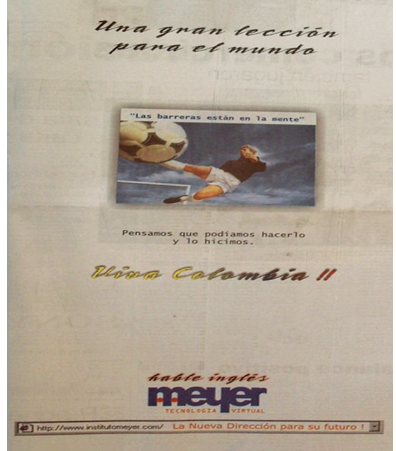 Una gran lección
para el mundo
"Las barreras están en la mente"
Pensamos que podíamos hacerlo
y lo hicimos.
Viva Colombia !!
hable inglés
meyer
TECNOLOGÍA VIRTUAL
http://www.institutomeyer.com/ La Nueva Dirección para su futuro !